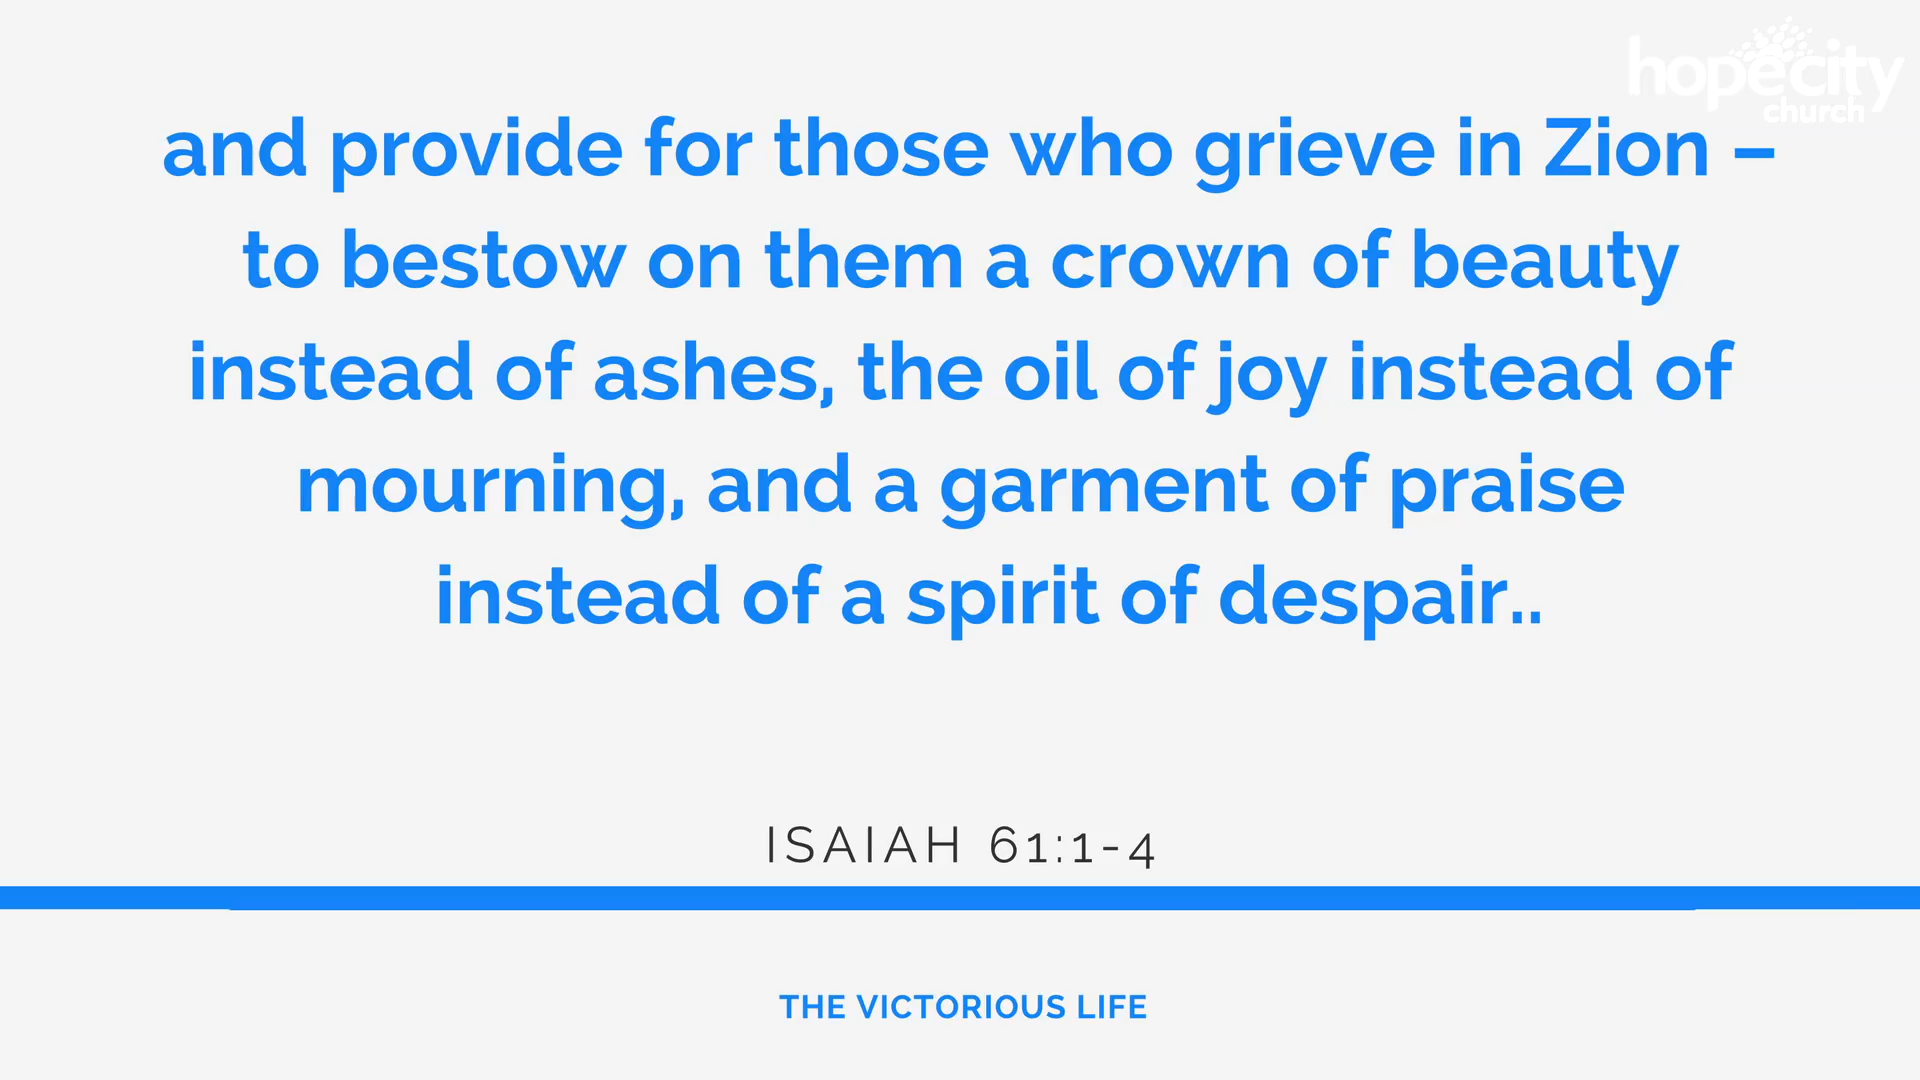 hopecity
church
and provide for those who grieve in Zion –
to bestow on them a crown of beauty
instead of ashes, the oil of joy instead of
mourning, and a garment of praise
instead of a spirit of despair..
ISAIAH 61:1-4
THE VICTORIOUS LIFE